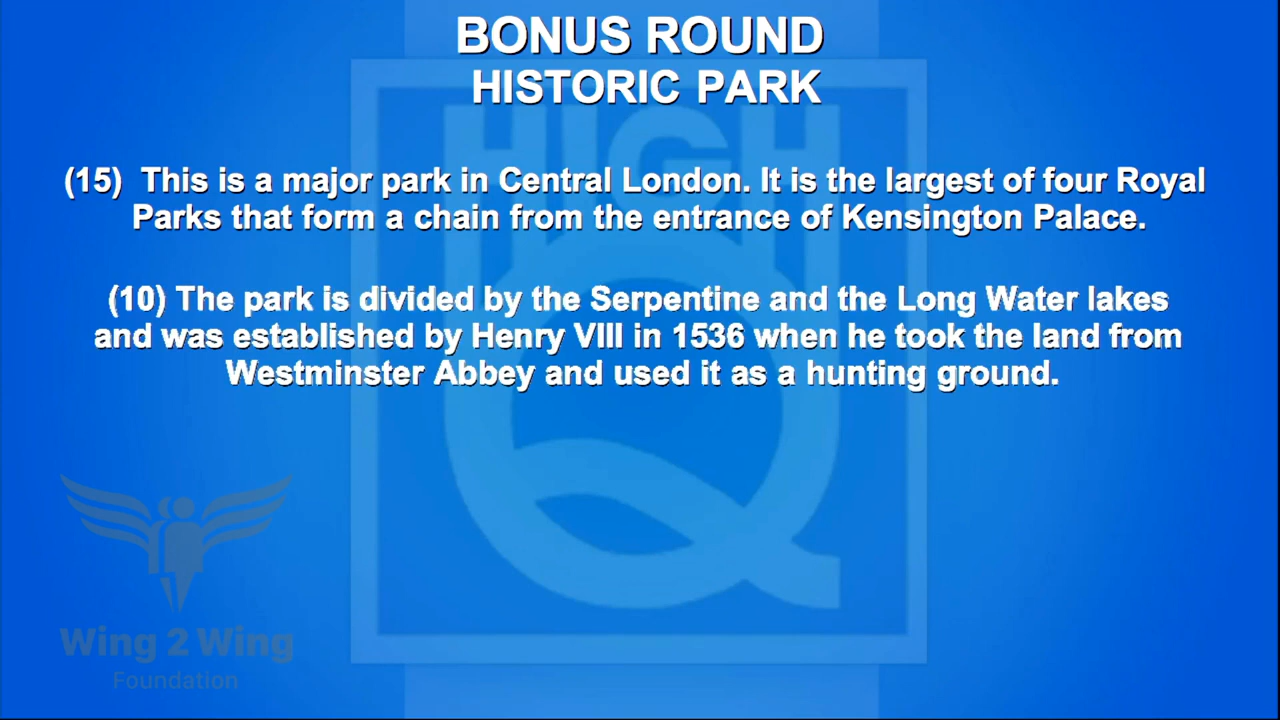 BONUS ROUND
HISTORIC PARK
(15) This is a major park in Central London. It is the largest of four Royal
Parks that form a chain from the entrance of Kensington Palace.
(10) The park is divided by the Serpentine and the Long Water lakes
and was established by Henry VIII in 1536 when he took the land from
Westminster Abbey and used it as a hunting ground.
HIGH
Q
Wing 2 Wing
Foundation